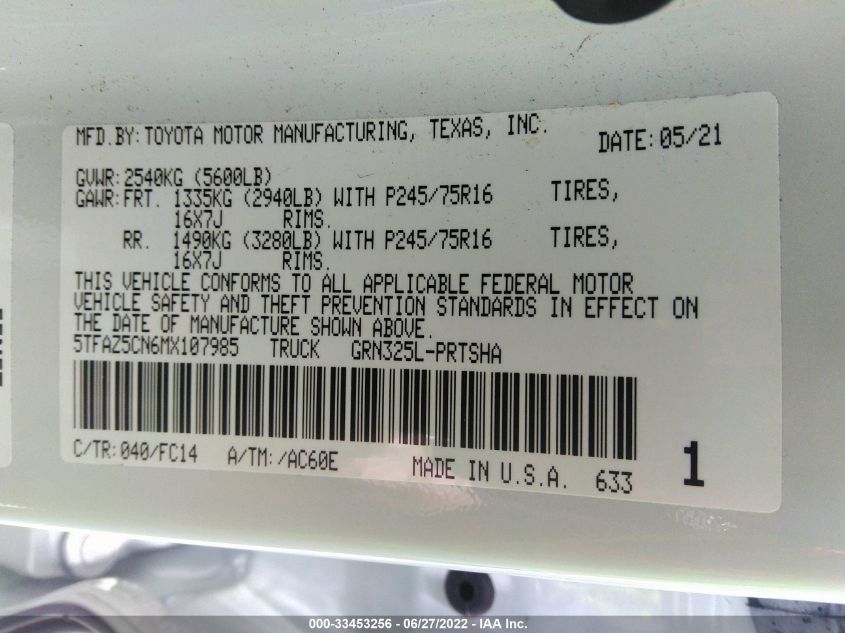 MFD.BY:TOYOTA MOTOR MANUFACTURING, TEXAS, INC. DATE:05/21
GVWR:2540KG (5600LB)
GAWR:FRT. 1335KG (2940LB) WITH P245/75R16 TIRES,
16X7J RIMS.
RR. 1490KG (3280LB) WITH P245/75R16 TIRES,
16X7J RIMS.
THIS VEHICLE CONFORMS TO ALL APPLICABLE FEDERAL MOTOR
VEHICLE SAFETY AND THEFT PREVENTION STANDARDS IN EFFECT ON
THE DATE OF MANUFACTURE SHOWN ABOVE.
5TFAZ5CN6MX107985 TRUCK GRN325L-PRTSHA
C/TR:040/FC14 A/TM:/AC60E MADE IN U.S.A. 633 1
000-33453256 - 06/27/2022 - IAA Inc.